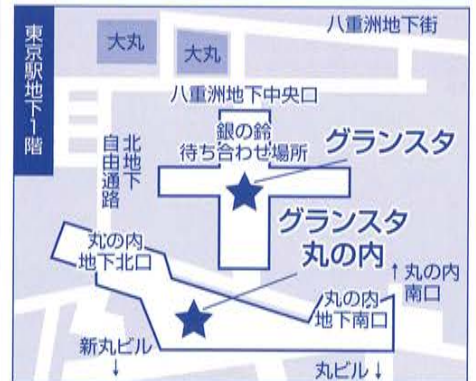 東京駅地下1階
大丸
大丸
八重洲地下街
八重洲地下中央口
銀の鈴
待ち合わせ場所
グランスタ
北地下
自由通路
グランスタ
丸の内
丸の内
地下北口
↑丸の内
南口
丸の内
地下南口
新丸ビル
↓
丸ビル↓